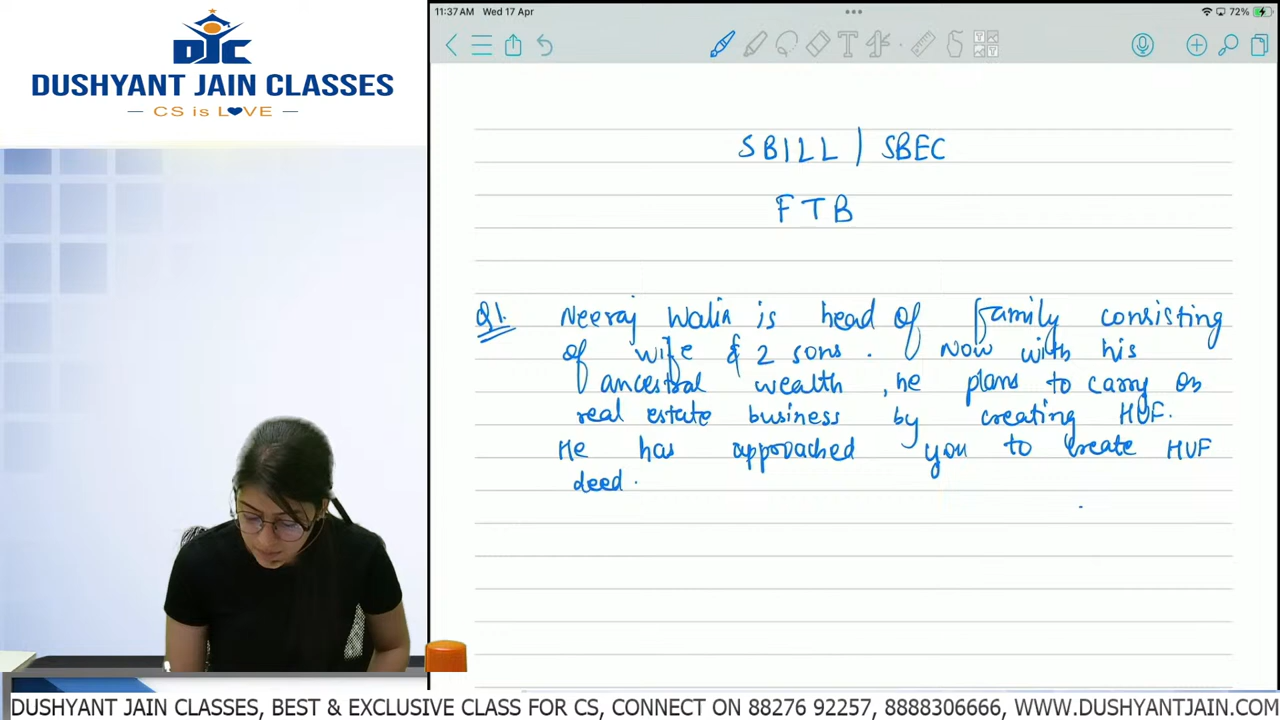 DJC
DUSHYANT JAIN CLASSES
CS is LOVE
11:37 AM Wed 17 Apr
72%
SBILL | SBEC
FTB
Q1. Neeraj Walia is head of family consisting
of wife & 2 sons. Now with his
ancestral wealth, he plans to carry on
real estate business by creating HUF.
He has approached you to create HUF
deed.
DUSHYANT JAIN CLASSES, BEST & EXCLUSIVE CLASS FOR CS, CONNECT ON 88276 92257, 8888306666, WWW.DUSHYANTJAIN.COM